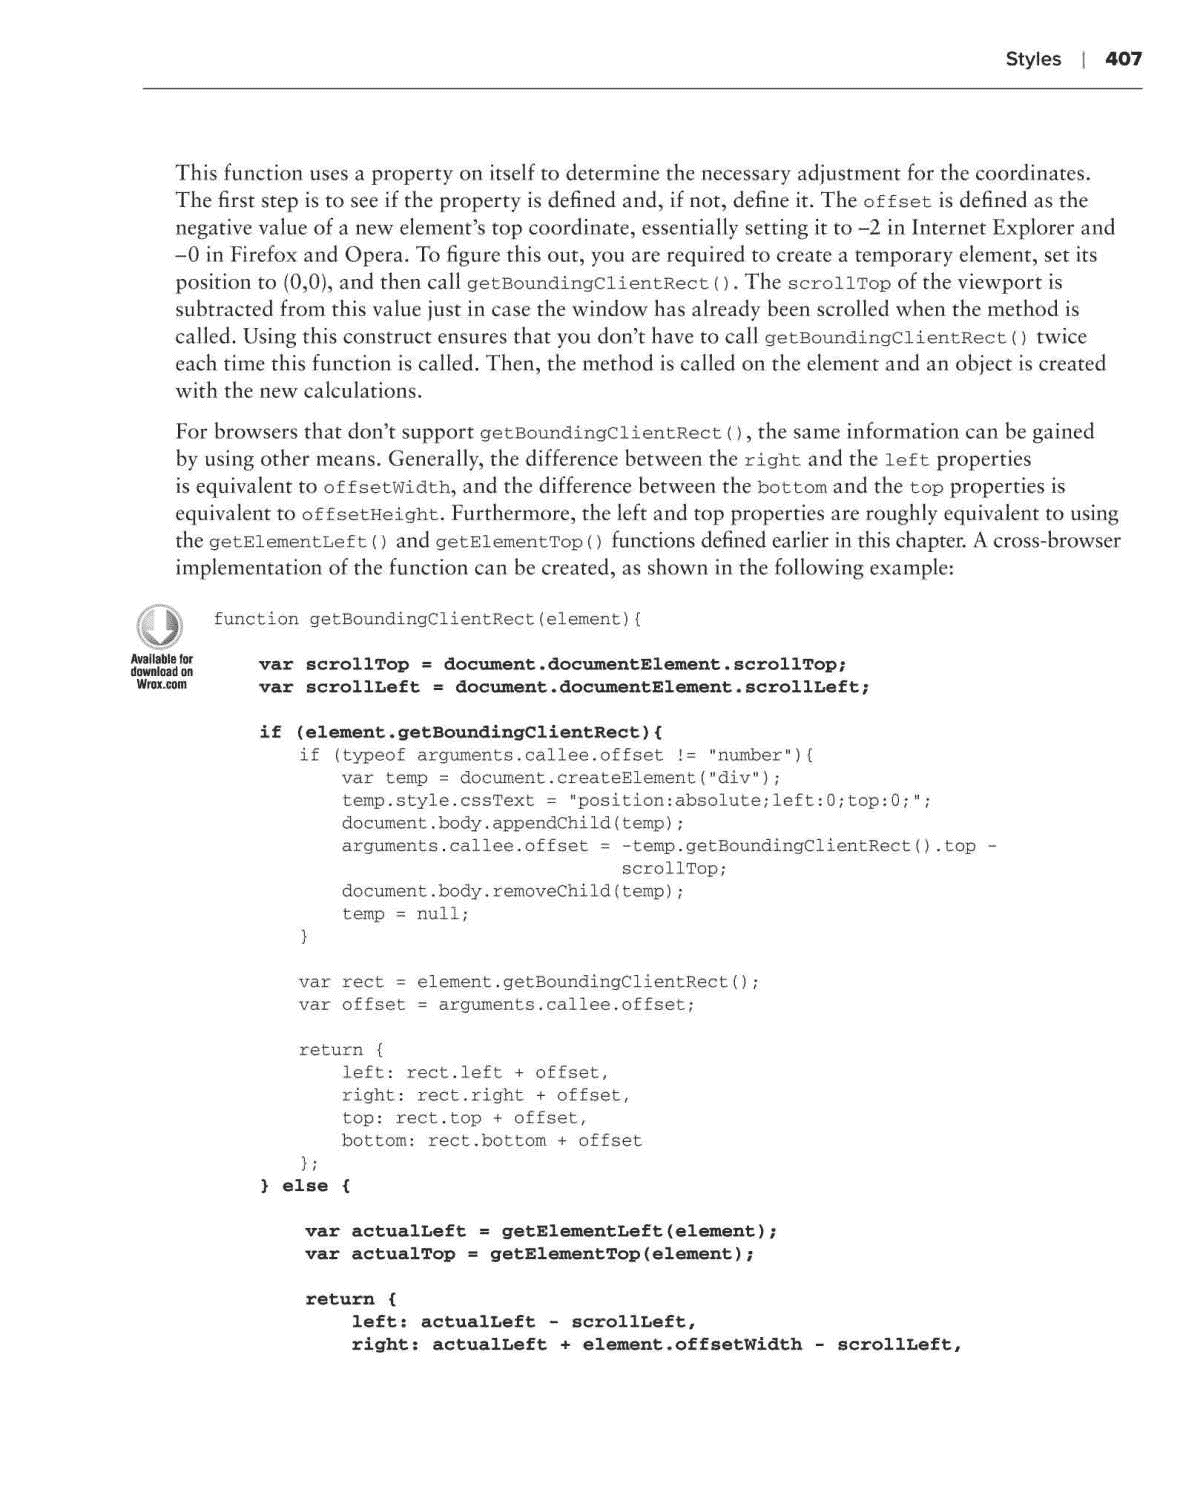 Styles | 407
This function uses a property on itself to determine the necessary adjustment for the coordinates.
The first step is to see if the property is defined and, if not, define it. The offset is defined as the
negative value of a new element's top coordinate, essentially setting it to –2 in Internet Explorer and
–0 in Firefox and Opera. To figure this out, you are required to create a temporary element, set its
position to (0,0), and then call getBoundingClientRect(). The scrollTop of the viewport is
subtracted from this value just in case the window has already been scrolled when the method is
called. Using this construct ensures that you don't have to call getBoundingClientRect() twice
each time this function is called. Then, the method is called on the element and an object is created
with the new calculations.
For browsers that don't support getBoundingClientRect(), the same information can be gained
by using other means. Generally, the difference between the right and the left properties
is equivalent to offsetWidth, and the difference between the bottom and the top properties is
equivalent to offsetHeight. Furthermore, the left and top properties are roughly equivalent to using
the getElementLeft() and getElementTop() functions defined earlier in this chapter. A cross-browser
implementation of the function can be created, as shown in the following example:
Available for
download on
Wrox.com
function getBoundingClientRect(element){
var scrollTop = document.documentElement.scrollTop;
var scrollLeft = document.documentElement.scrollLeft;
if (element.getBoundingClientRect){
if (typeof arguments.callee.offset != "number"){
var temp = document.createElement("div");
temp.style.cssText = "position:absolute;left:0;top:0;";
document.body.appendChild(temp);
arguments.callee.offset = -temp.getBoundingClientRect().top -
scrollTop;
document.body.removeChild(temp);
temp = null;
}
var rect = element.getBoundingClientRect();
var offset = arguments.callee.offset;
return {
left: rect.left + offset,
right: rect.right + offset,
top: rect.top + offset,
bottom: rect.bottom + offset
};
} else {
var actualLeft = getElementLeft(element);
var actualTop = getElementTop(element);
return {
left: actualLeft - scrollLeft,
right: actualLeft + element.offsetWidth - scrollLeft,